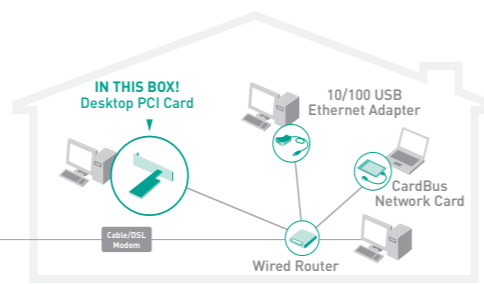 IN THIS BOX!
Desktop PCI Card
10/100 USB
Ethernet Adapter
CardBus
Network Card
Cable/DSL
Modem
Wired Router